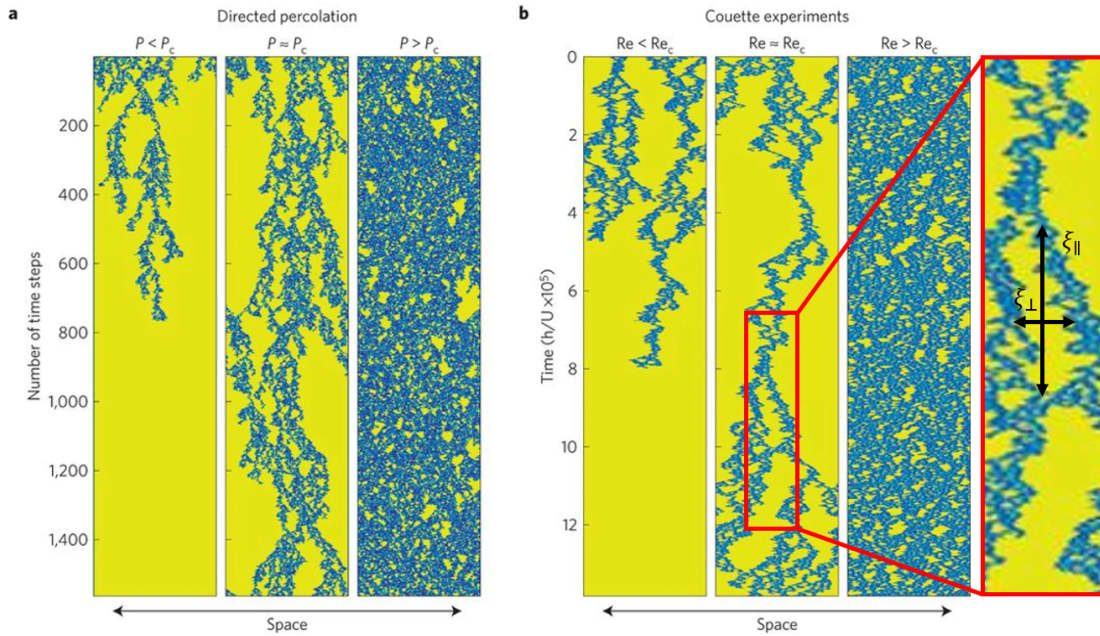 a
Directed percolation
P < Pc
P ≈ Pc
P > Pc
Number of time steps
200
400
600
800
1,000
1,200
1,400
Space
b
Couette experiments
Re < Rec
Re ≈ Rec
Re > Rec
Time (h/U ×10⁵)
0
2
4
6
8
10
12
Space
ξ∥
ξ⊥